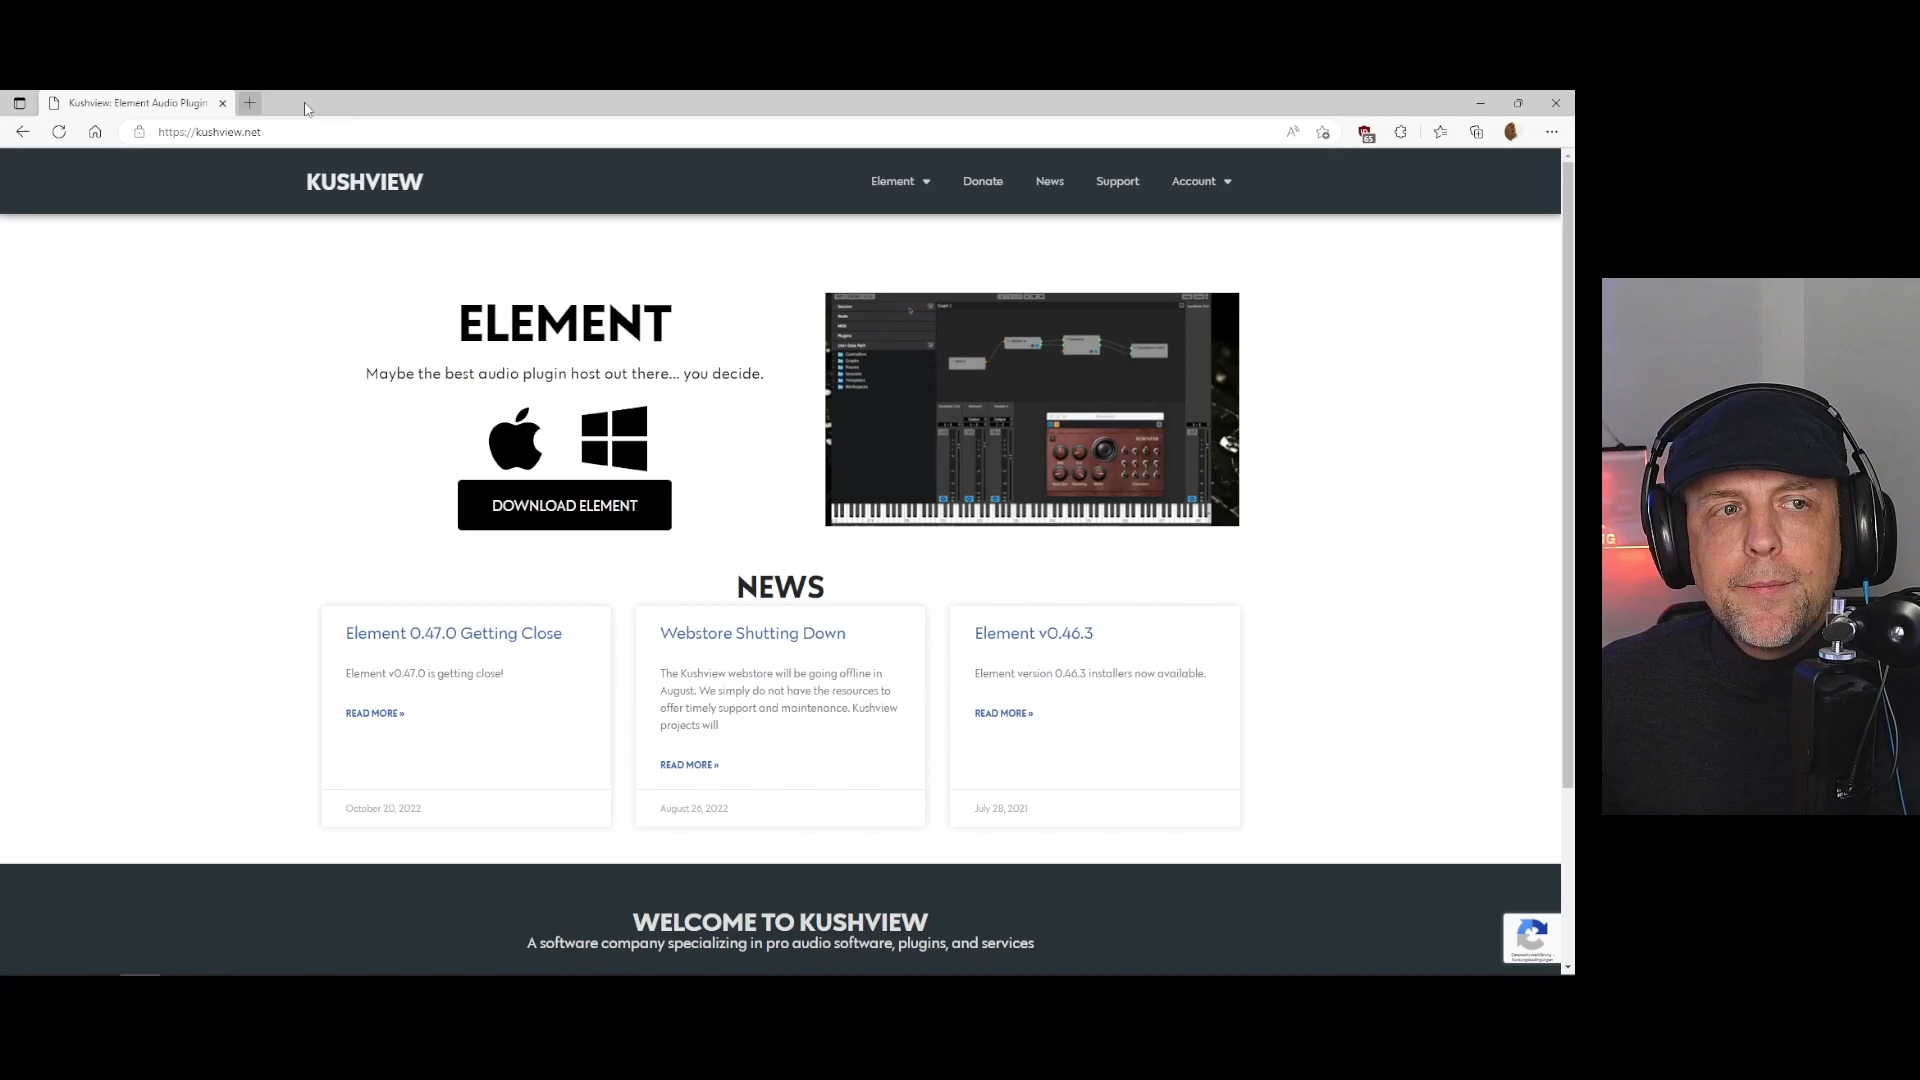 Kushview: Element Audio Plugin
https://kushview.net
65
KUSHVIEW
Element
Donate
News
Support
Account
ELEMENT
Maybe the best audio plugin host out there... you decide.
DOWNLOAD ELEMENT
NEWS
Element 0.47.0 Getting Close
Element v0.47.0 is getting close!
READ MORE »
October 20, 2022
Webstore Shutting Down
The Kushview webstore will be going offline in
August. We simply do not have the resources to
offer timely support and maintenance. Kushview
projects will
READ MORE »
August 26, 2022
Element v0.46.3
Element version 0.46.3 installers now available.
READ MORE »
July 28, 2021
WELCOME TO KUSHVIEW
A software company specializing in pro audio software, plugins, and services